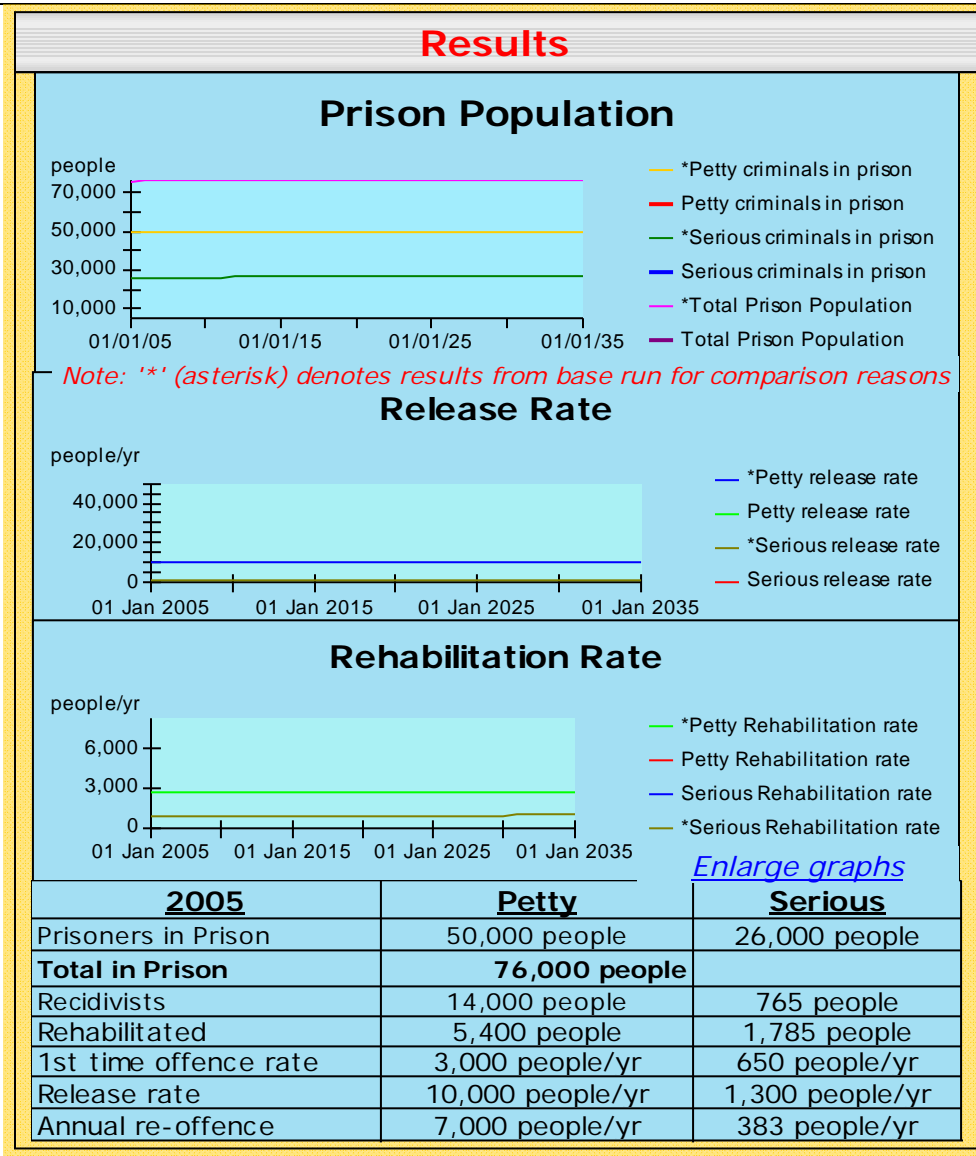 Results
Prison Population
people
70,000
50,000
30,000
10,000
01/01/05 01/01/15 01/01/25 01/01/35
*Petty criminals in prison
Petty criminals in prison
*Serious criminals in prison
Serious criminals in prison
*Total Prison Population
Total Prison Population
Note: '*' (asterisk) denotes results from base run for comparison reasons
Release Rate
people/yr
40,000
20,000
0
01 Jan 2005 01 Jan 2015 01 Jan 2025 01 Jan 2035
*Petty release rate
Petty release rate
*Serious release rate
Serious release rate
Rehabilitation Rate
people/yr
6,000
3,000
0
01 Jan 2005 01 Jan 2015 01 Jan 2025 01 Jan 2035
*Petty Rehabilitation rate
Petty Rehabilitation rate
Serious Rehabilitation rate
*Serious Rehabilitation rate
Enlarge graphs
2005 Petty Serious
Prisoners in Prison 50,000 people 26,000 people
Total in Prison 76,000 people
Recidivists 14,000 people 765 people
Rehabilitated 5,400 people 1,785 people
1st time offence rate 3,000 people/yr 650 people/yr
Release rate 10,000 people/yr 1,300 people/yr
Annual re-offence 7,000 people/yr 383 people/yr